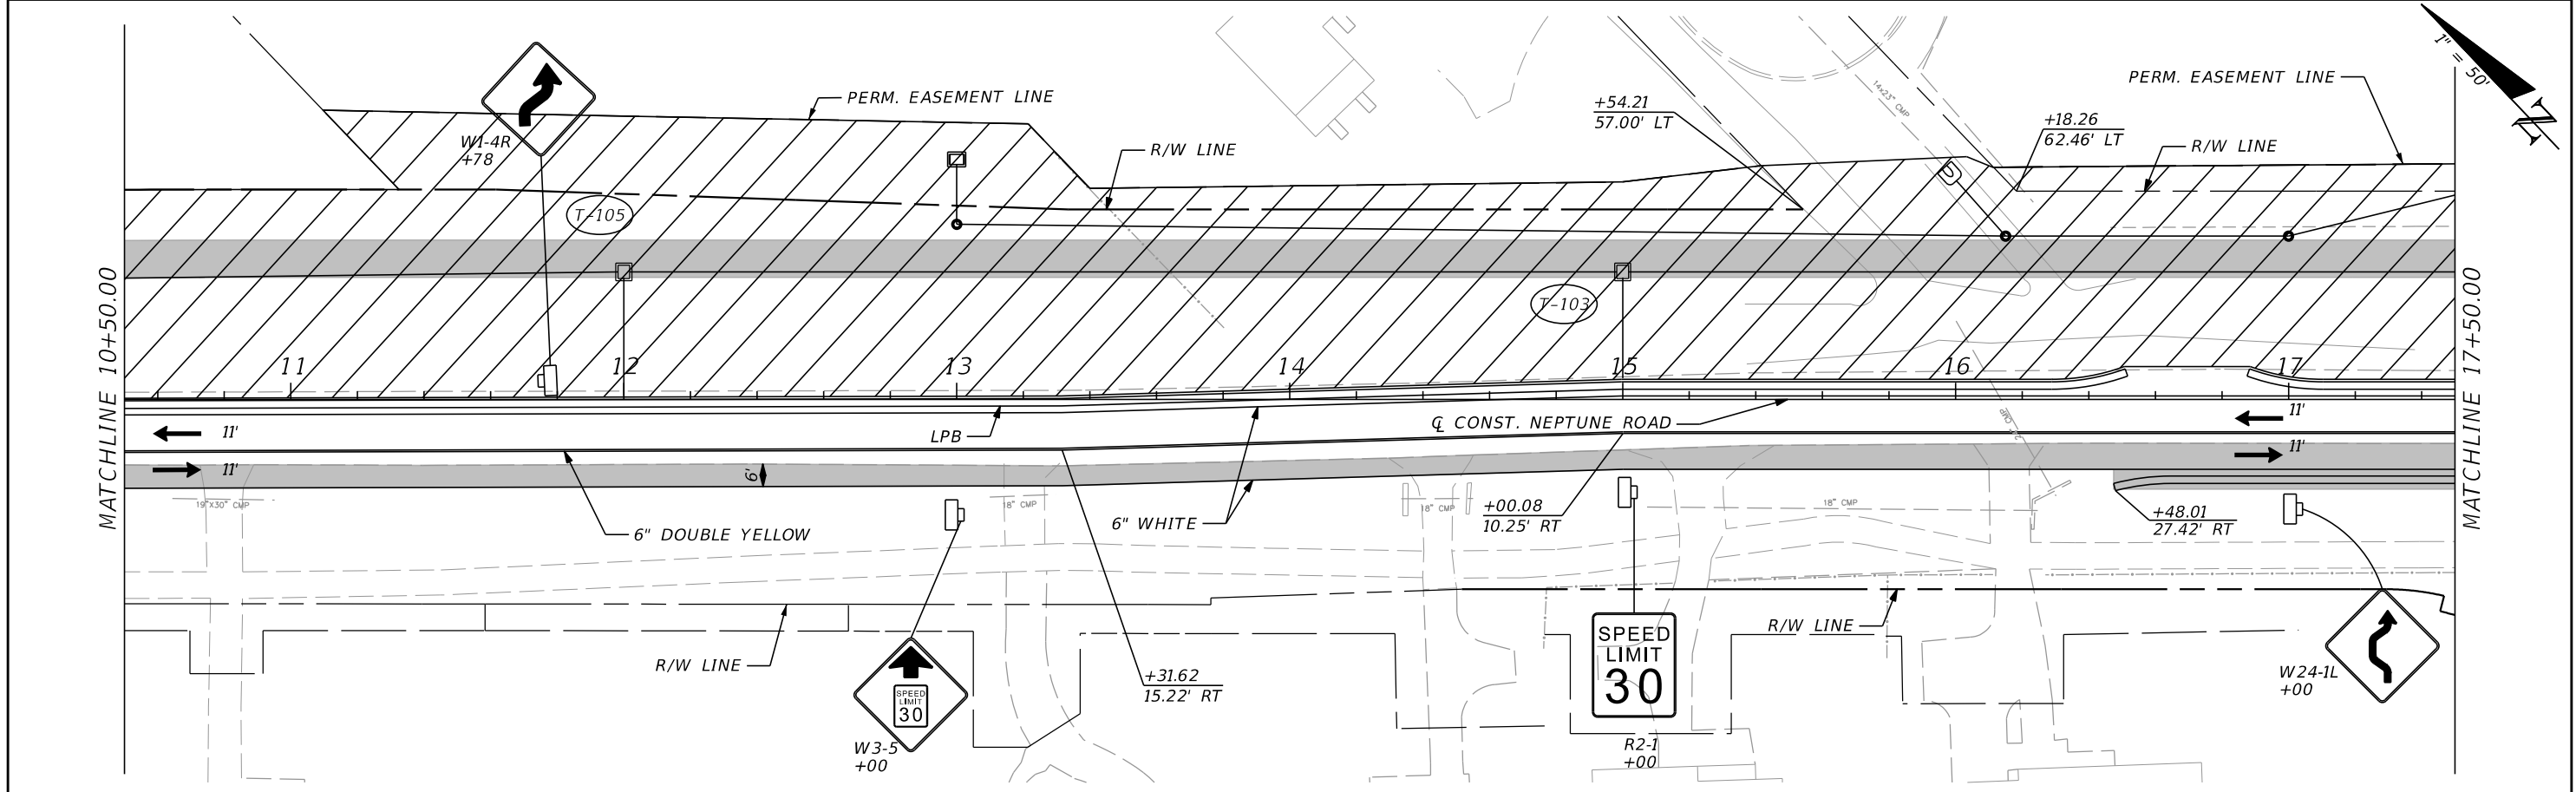 MATCHLINE 10+50.00
W1-4R
+78
PERM. EASEMENT LINE
R/W LINE
+54.21
57.00' LT
14x23" CMP
+18.26
62.46' LT
PERM. EASEMENT LINE
R/W LINE
1" = 50'
N
T-105
T-103
11
12
13
14
15
16
17
11'
11'
LPB
℄ CONST. NEPTUNE ROAD
11'
11'
6'
19"X30" CMP
18" CMP
18" CMP
18" CMP
24" CMP
6" DOUBLE YELLOW
6" WHITE
+00.08
10.25' RT
+48.01
27.42' RT
R/W LINE
+31.62
15.22' RT
R/W LINE
SPEED
LIMIT
30
W3-5
+00
SPEED
LIMIT
30
R2-1
+00
W24-1L
+00
MATCHLINE 17+50.00